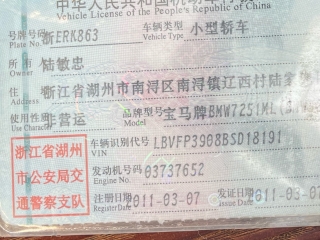 中华人民共和国机动车行驶证
Vehicle License of the People's Republic of China
号牌号码 浙ERK863 车辆类型 小型轿车
Plate No. Vehicle Type
所有人 陆敏忠
Owner
住 浙江省湖州市南浔区南浔镇辽西村陆家
使用性质 非营运 品牌型号 宝马牌BMW7251ML
Use Character Model
浙江省湖州市公安局交通警察支队
车辆识别代号 LBVFP3908BSD18191
VIN
发动机号码 03737652
Engine No.
注册日期 2011-03-07 发证日期 2011-03-07
Register Date Issue Date